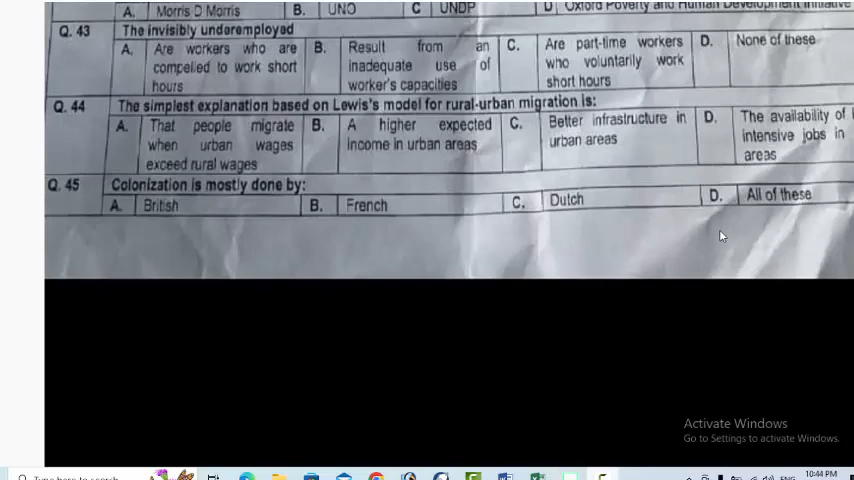 A. Morris D Morris B. UNO C UNDP D Oxford Poverty and Human Development Initiative
Q. 43 The invisibly underemployed
A. Are workers who are B. Result from an C. Are part-time workers D. None of these
compelled to work short inadequate use of who voluntarily work
hours worker's capacities short hours
Q. 44 The simplest explanation based on Lewis's model for rural-urban migration is:
A. That people migrate B. A higher expected C. Better infrastructure in D. The availability of
when urban wages Income in urban areas urban areas intensive jobs in
exceed rural wages areas
Q. 45 Colonization is mostly done by:
A. British B. French C. Dutch D. All of these
Activate Windows
Go to Settings to activate Windows.
Type here to search
ENG 10:44 PM